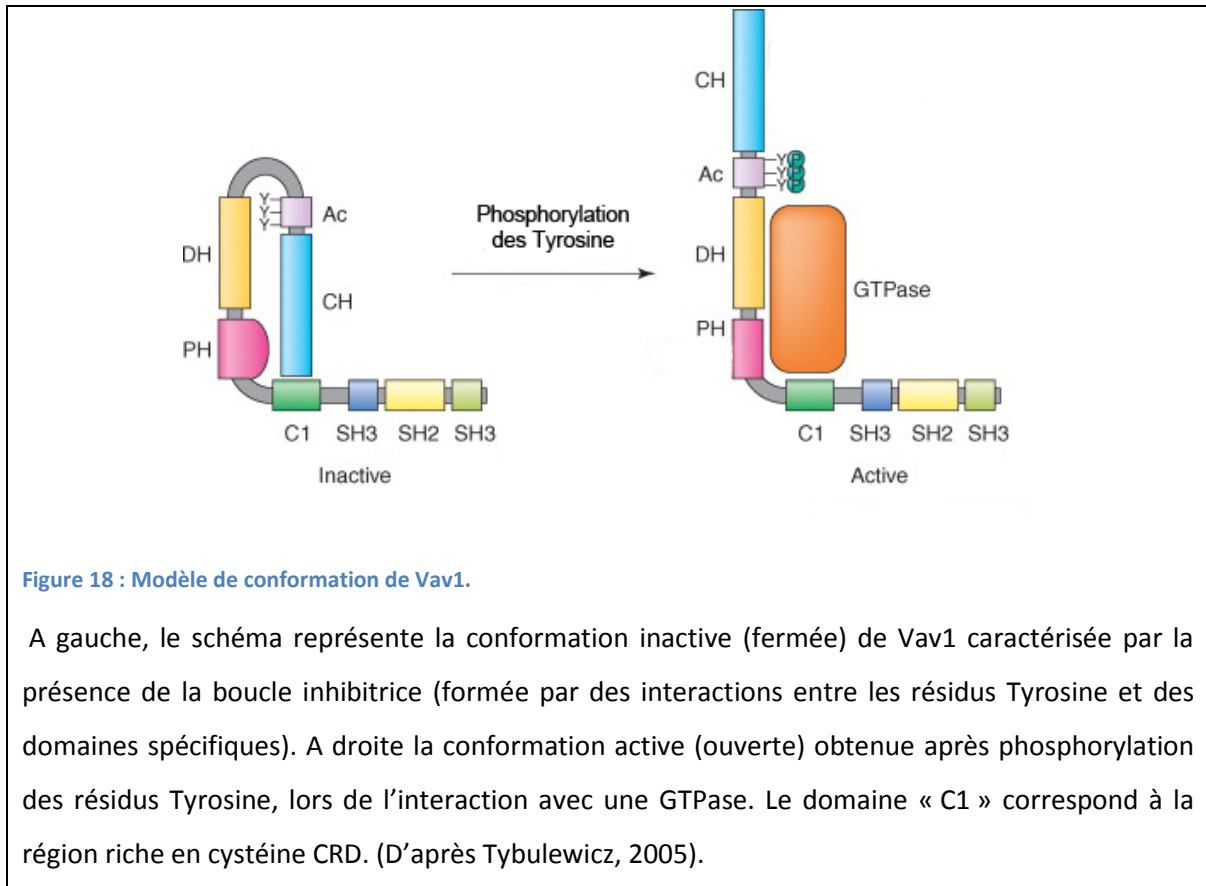 CH
Ac
Y P
Y P
Y P
DH
GTPase
PH
C1 SH3 SH2 SH3
Active
Phosphorylation
des Tyrosine
Y
Y
Y
Ac
DH
CH
PH
C1 SH3 SH2 SH3
Inactive
Figure 18 : Modèle de conformation de Vav1.
A gauche, le schéma représente la conformation inactive (fermée) de Vav1 caractérisée par la
présence de la boucle inhibitrice (formée par des interactions entre les résidus Tyrosine et des
domaines spécifiques). A droite la conformation active (ouverte) obtenue après phosphorylation
des résidus Tyrosine, lors de l’interaction avec une GTPase. Le domaine « C1 » correspond à la
région riche en cystéine CRD. (D’après Tybulewicz, 2005).